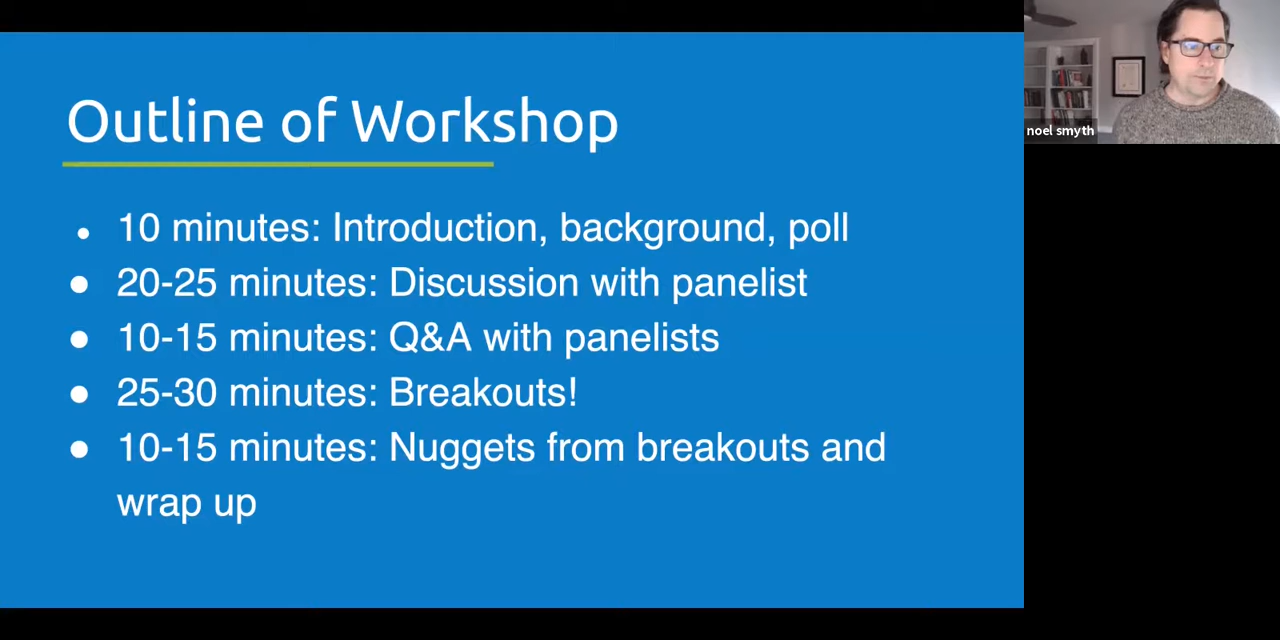 Outline of Workshop
10 minutes: Introduction, background, poll
20-25 minutes: Discussion with panelist
10-15 minutes: Q&A with panelists
25-30 minutes: Breakouts!
10-15 minutes: Nuggets from breakouts and
wrap up
noel smyth